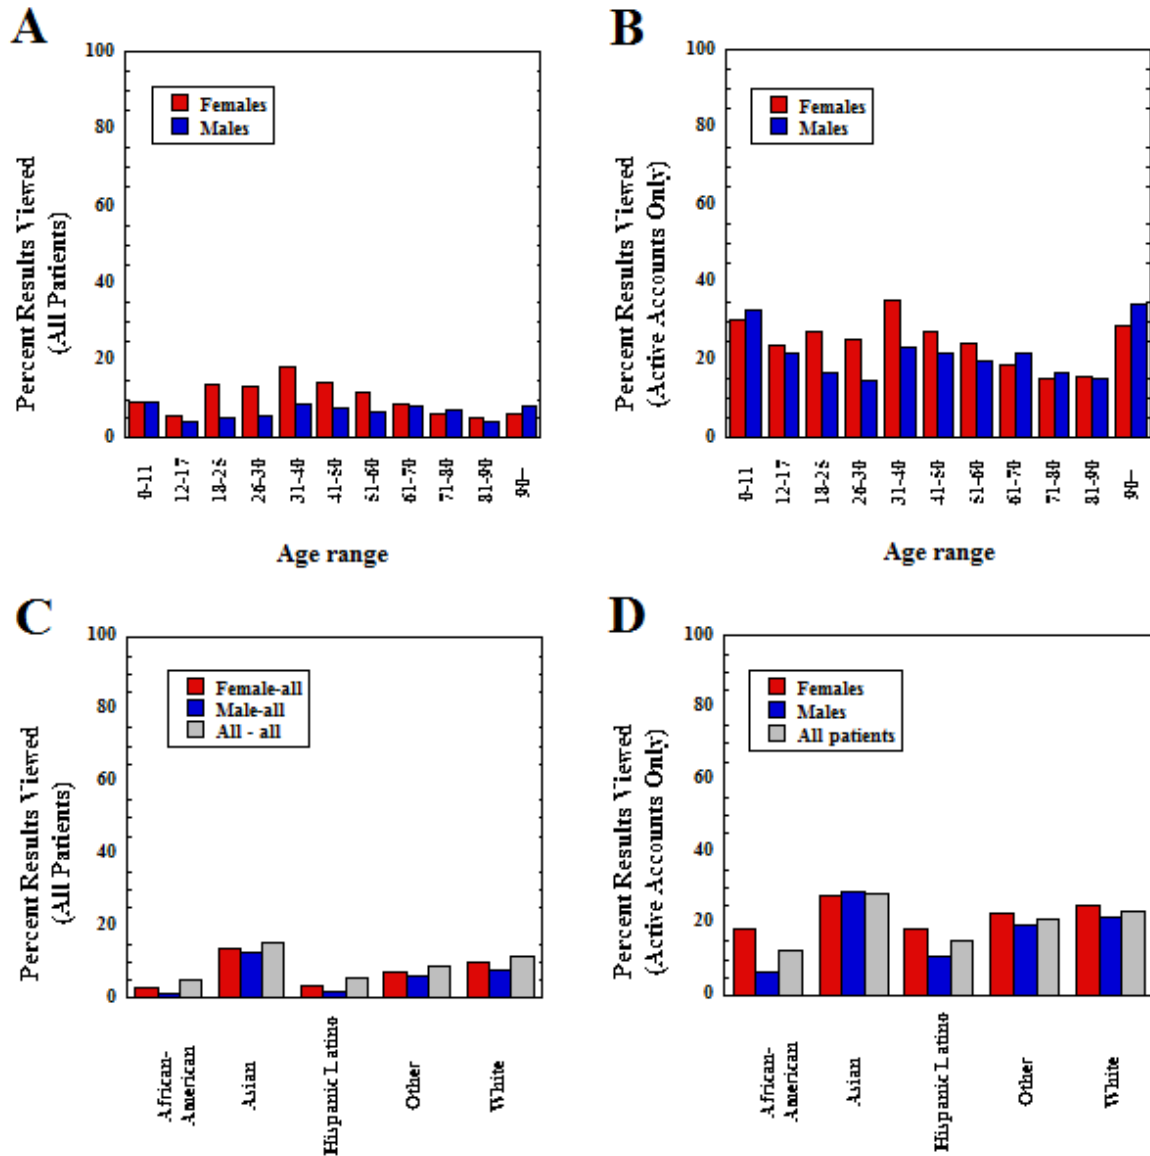 A
100
80
60
40
20
0
Females
Males
Percent Results Viewed
(All Patients)
0-11
12-17
18-25
26-30
31-40
41-50
51-60
61-70
71-80
81-90
Age range
B
100
80
60
40
20
0
Females
Males
Percent Results Viewed
(Active Accounts Only)
0-11
12-17
18-25
26-30
31-40
41-50
51-60
61-70
71-80
81-90
Age range
C
100
80
60
40
20
0
Female-all
Male-all
All - all
Percent Results Viewed
(All Patients)
African-
American
Asian
Hispanic Latino
Other
White
D
100
80
60
40
20
0
Females
Males
All patients
Percent Results Viewed
(Active Accounts Only)
African-
American
Asian
Hispanic Latino
Other
White